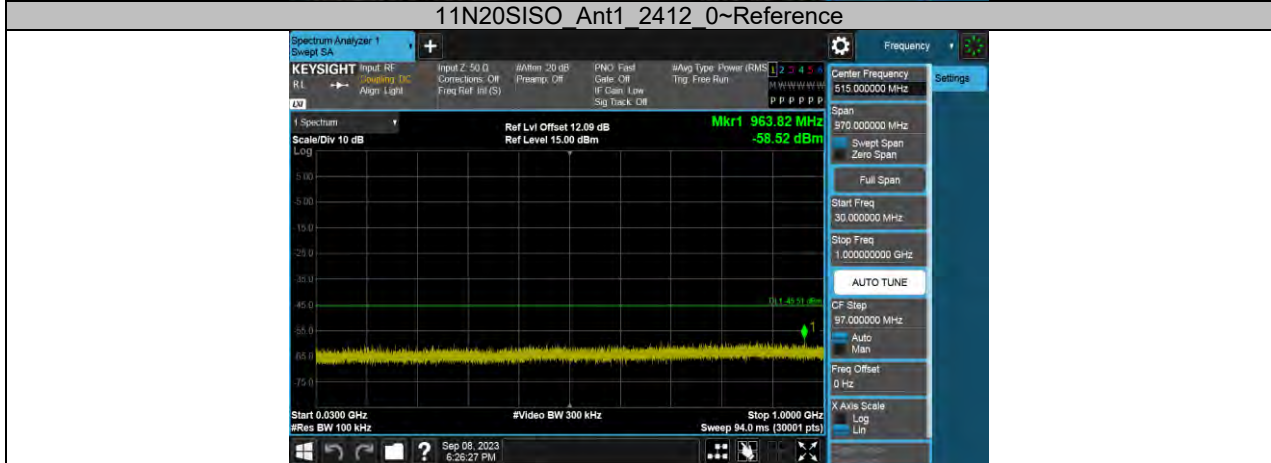 11N20SISO_Ant1_2412_0~Reference
Spectrum Analyzer 1
Swept SA
+
Frequency
KEYSIGHT
Input: RF
Input Z: 50 Ω
#Atten: 20 dB
PNO: Fast
#Avg Type: Power (RMS
1 2 3 4 5 6
RL
Coupling: DC
Corrections: Off
Preamp: Off
Gate: Off
Trig: Free Run
M W W W W W
Align: Light
Freq Ref: Int (S)
IF Gain: Low
Sig Track: Off
P P P P P P
LXI
Center Frequency
515.000000 MHz
Settings
1 Spectrum
Ref Lvl Offset 12.09 dB
Mkr1 963.82 MHz
Scale/Div 10 dB
Ref Level 15.00 dBm
-58.52 dBm
Log
5.00
-5.00
-15.0
-25.0
-35.0
-45.0
DL1 -45.51 dBm
-55.0
1
-65.0
-75.0
Start 0.0300 GHz
#Video BW 300 kHz
Stop 1.0000 GHz
#Res BW 100 kHz
Sweep 94.0 ms (30001 pts)
Span
970.000000 MHz
Swept Span
Zero Span
Full Span
Start Freq
30.000000 MHz
Stop Freq
1.000000000 GHz
AUTO TUNE
CF Step
97.000000 MHz
Auto
Man
Freq Offset
0 Hz
X Axis Scale
Log
Lin
?
Sep 08, 2023
6:26:27 PM